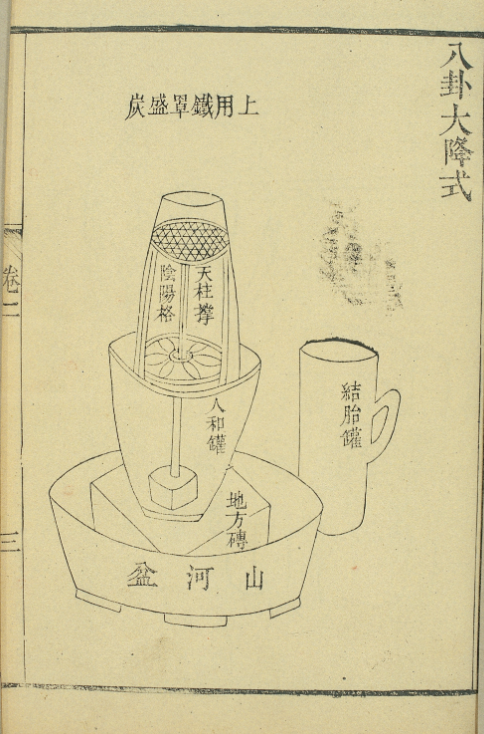 八卦大降式
上用鐵罩盛炭
天柱撐
陰陽格
人和罐
結胎罐
地方磚
山河盆
卷二
三